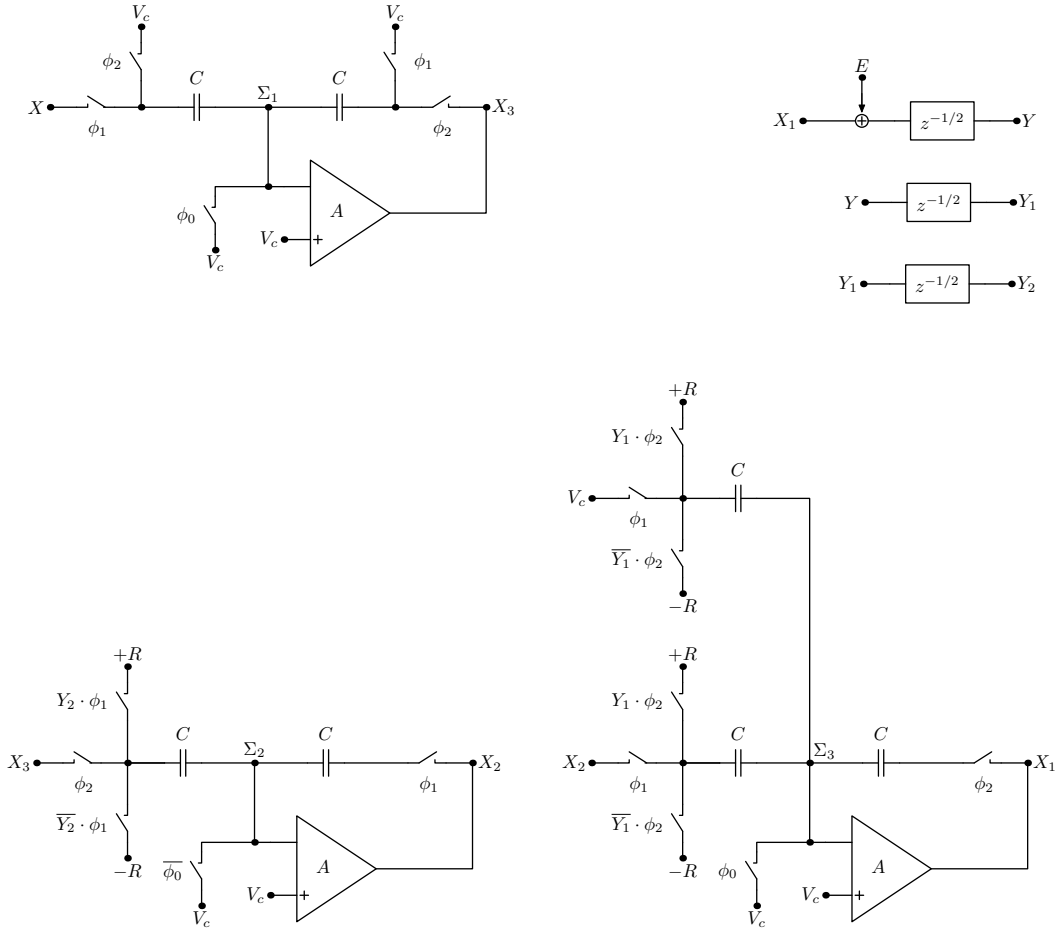 V_c
V_c
ϕ_2
ϕ_1
C
C
X
Σ_1
X_3
ϕ_1
ϕ_2
ϕ_0
A
V_c
+
V_c
E
X_1
+
z^{-1/2}
Y
Y
z^{-1/2}
Y_1
Y_1
z^{-1/2}
Y_2
+R
Y_1 · ϕ_2
C
V_c
ϕ_1
\overline{Y_1} · ϕ_2
−R
+R
Y_2 · ϕ_1
C
C
X_3
Σ_2
X_2
ϕ_2
ϕ_1
\overline{Y_2} · ϕ_1
−R
\overline{ϕ_0}
A
V_c
+
V_c
+R
Y_1 · ϕ_2
C
C
X_2
Σ_3
X_1
ϕ_1
ϕ_2
\overline{Y_1} · ϕ_2
−R
ϕ_0
A
V_c
+
V_c